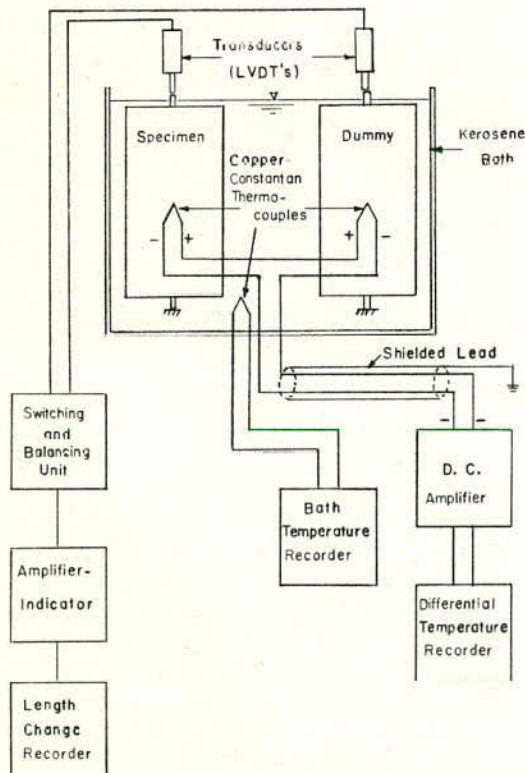 Transducers
(LVDT's)
Specimen
Dummy
Kerosene
Bath
Copper-
Constantan
Thermo-
couples
- +
+ -
Shielded Lead
- -
Switching
and
Balancing
Unit
D. C.
Amplifier
Bath
Temperature
Recorder
Amplifier-
Indicator
Differential
Temperature
Recorder
Length
Change
Recorder